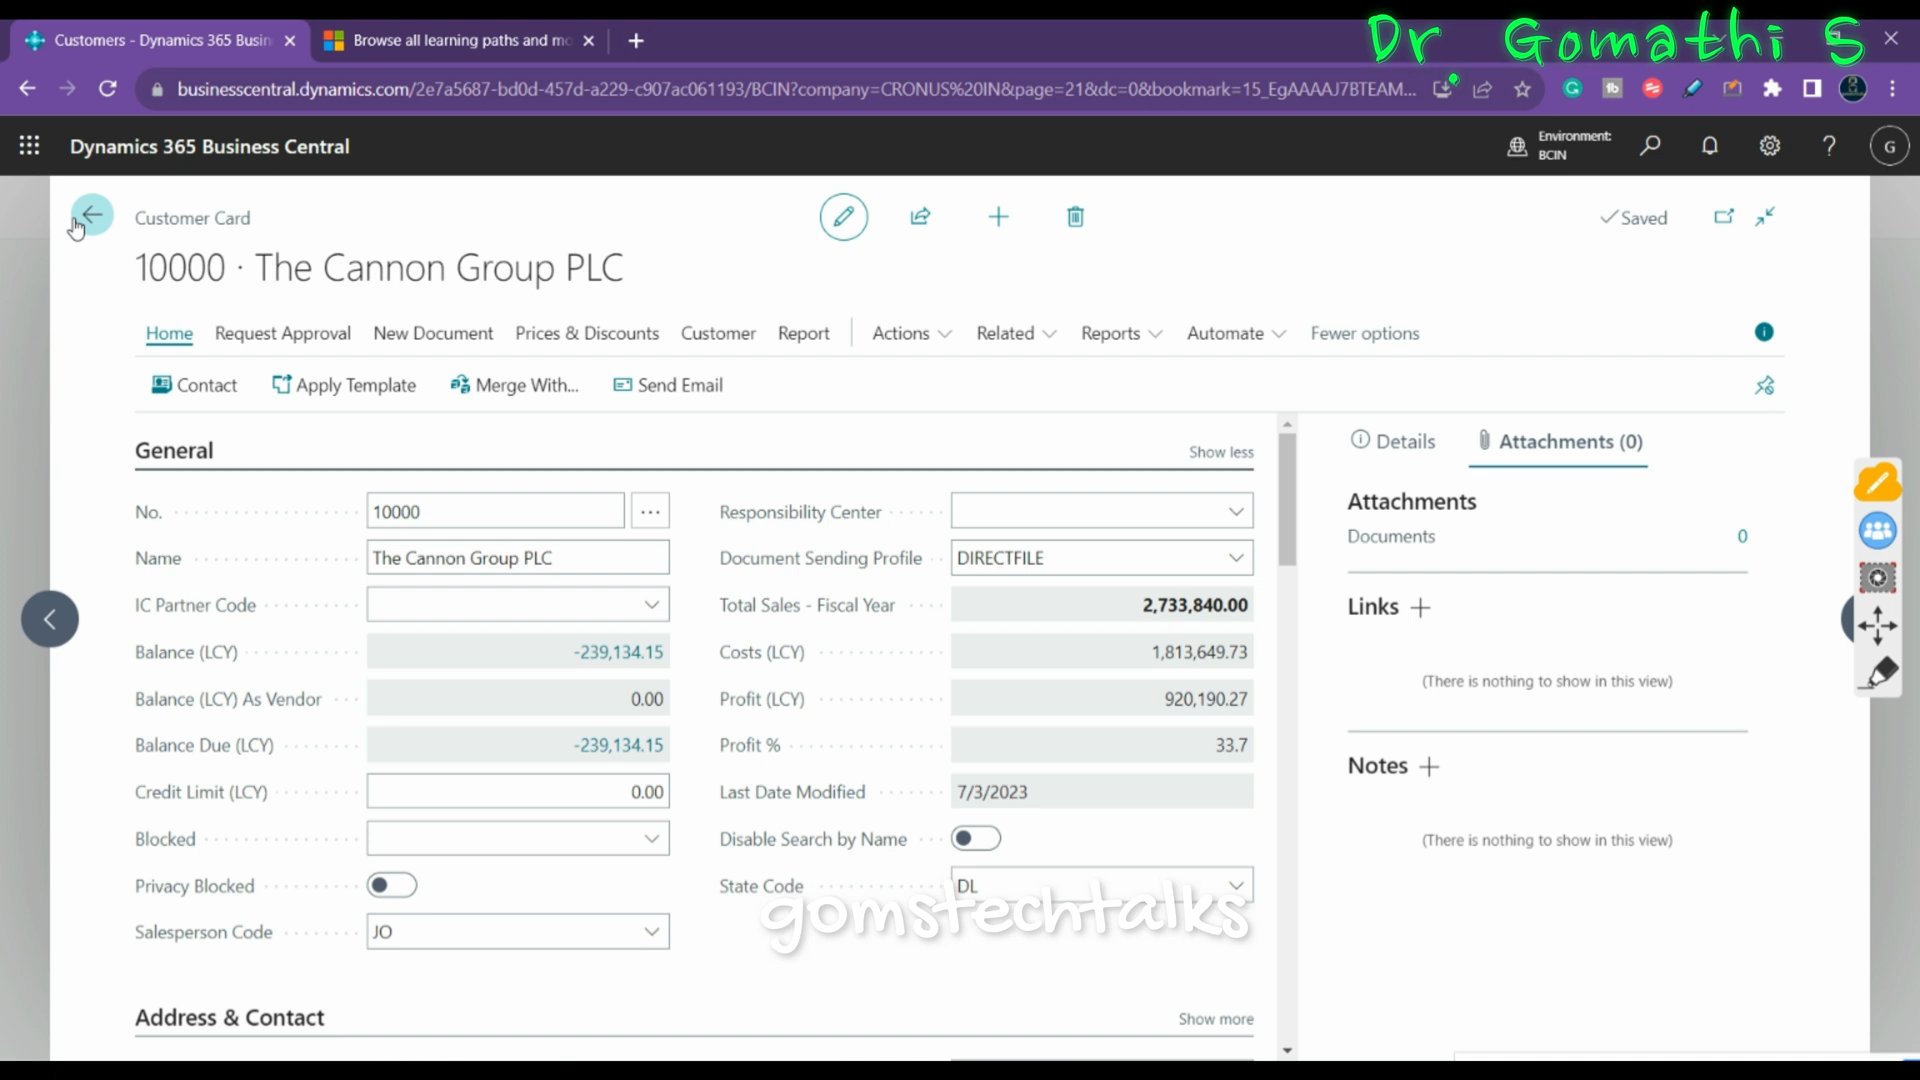 Dr Gomathi S
Customers - Dynamics 365 Busin
Browse all learning paths and mo
businesscentral.dynamics.com/2e7a5687-bd0d-457d-a229-c907ac061193/BCIN?company=CRONUS%20IN&page=21&dc=0&bookmark=15_EgAAAAJ7BTEAM...
Dynamics 365 Business Central
Environment:
BCIN
G
Customer Card
Saved
10000 · The Cannon Group PLC
Home Request Approval New Document Prices & Discounts Customer Report Actions Related Reports Automate Fewer options
Contact Apply Template Merge With... Send Email
General
Show less
No. 10000 ...
Name The Cannon Group PLC
IC Partner Code
Balance (LCY) -239,134.15
Balance (LCY) As Vendor 0.00
Balance Due (LCY) -239,134.15
Credit Limit (LCY) 0.00
Blocked
Privacy Blocked
Salesperson Code JO
Responsibility Center
Document Sending Profile DIRECTFILE
Total Sales - Fiscal Year 2,733,840.00
Costs (LCY) 1,813,649.73
Profit (LCY) 920,190.27
Profit % 33.7
Last Date Modified 7/3/2023
Disable Search by Name
State Code DL
gomstechtalks
Address & Contact
Show more
Details Attachments (0)
Attachments
Documents 0
Links
(There is nothing to show in this view)
Notes
(There is nothing to show in this view)